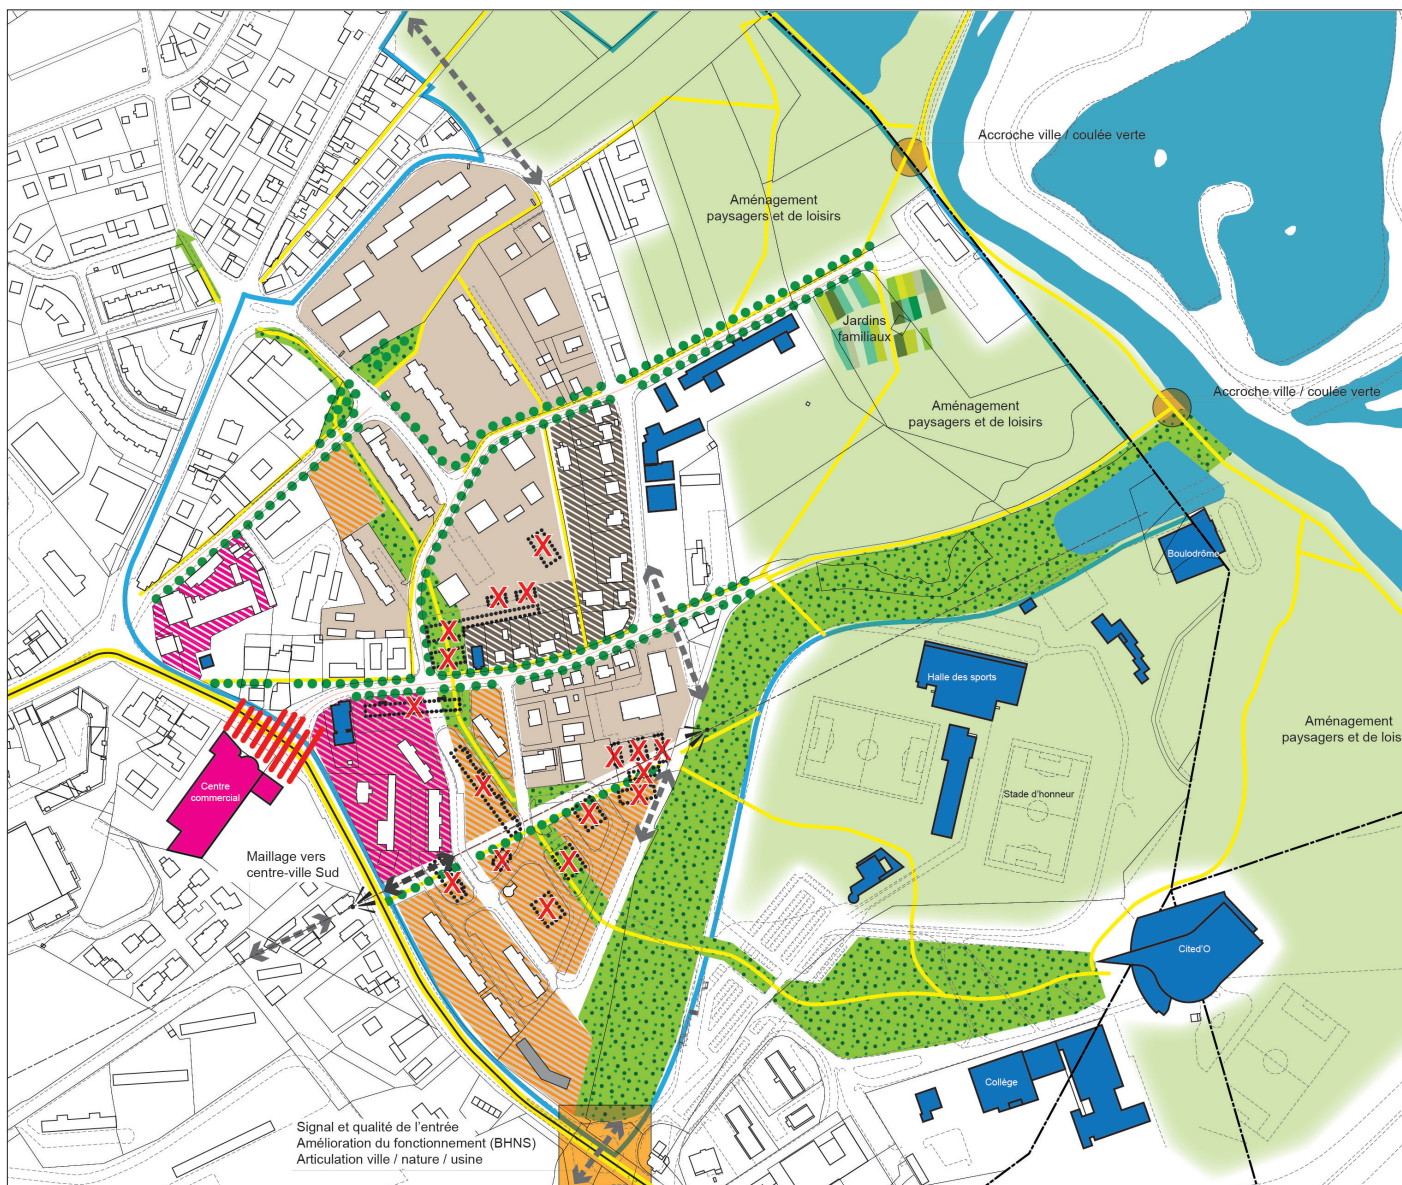 Accroche ville / coulée verte
Aménagement
paysagers et de loisirs
Jardins
familiaux
Accroche ville / coulée verte
Aménagement
paysagers et de loisirs
Boulodrôme
Halle des sports
Aménagement
paysagers et de lois
Centre
commercial
Stade d'honneur
Maillage vers
centre-ville Sud
Cited'O
Collège
Signal et qualité de l'entrée
Amélioration du fonctionnement (BHNS)
Articulation ville / nature / usine